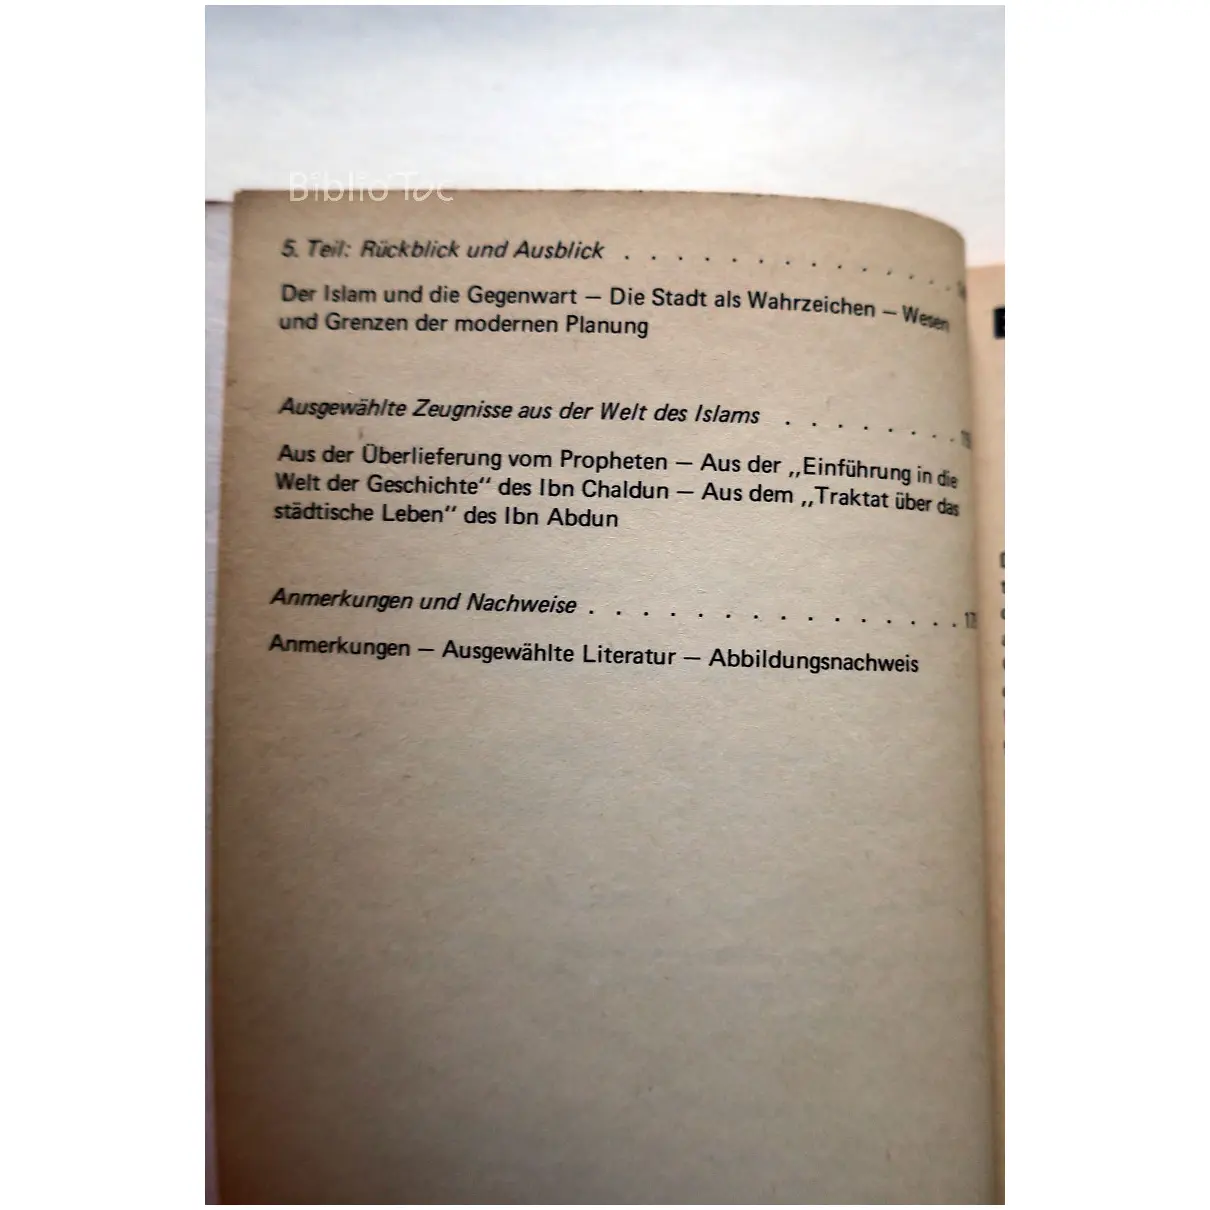 Biblio Toc
5. Teil: Rückblick und Ausblick . . . . . . . . . . . . .
Der Islam und die Gegenwart – Die Stadt als Wahrzeichen – Wesen
und Grenzen der modernen Planung
Ausgewählte Zeugnisse aus der Welt des Islams . . . . . . .
Aus der Überlieferung vom Propheten – Aus der „Einführung in die
Welt der Geschichte“ des Ibn Chaldun – Aus dem „Traktat über das
städtische Leben“ des Ibn Abdun
Anmerkungen und Nachweise . . . . . . . . . . . . . .
Anmerkungen – Ausgewählte Literatur – Abbildungsnachweis